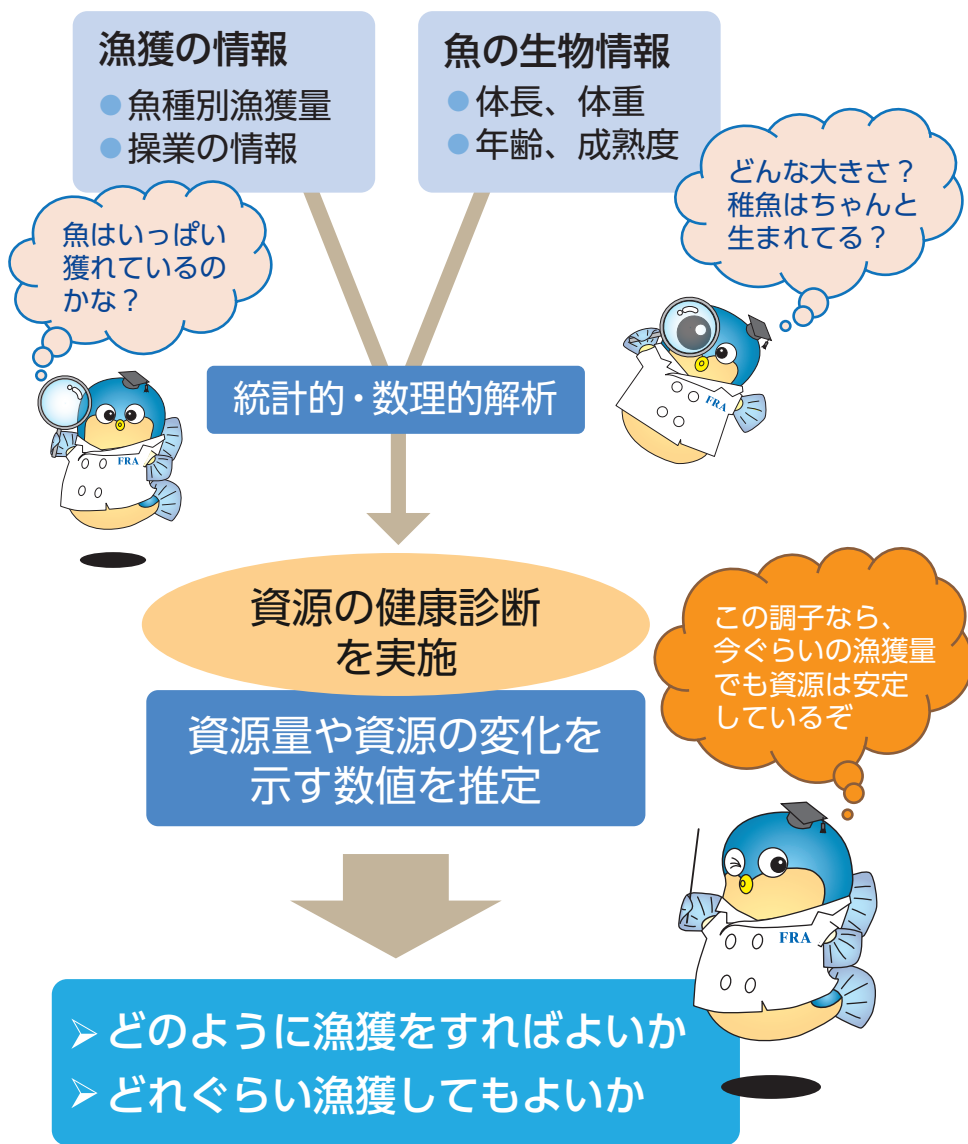 漁獲の情報
●魚種別漁獲量
●操業の情報
魚の生物情報
●体長、体重
●年齢、成熟度
魚はいっぱい
獲れているの
かな？
どんな大きさ？
稚魚はちゃんと
生まれてる？
FRA
FRA
統計的・数理的解析
資源の健康診断
を実施
資源量や資源の変化を
示す数値を推定
この調子なら、
今ぐらいの漁獲量
でも資源は安定
しているぞ
FRA
➢どのように漁獲をすればよいか
➢どれぐらい漁獲してもよいか